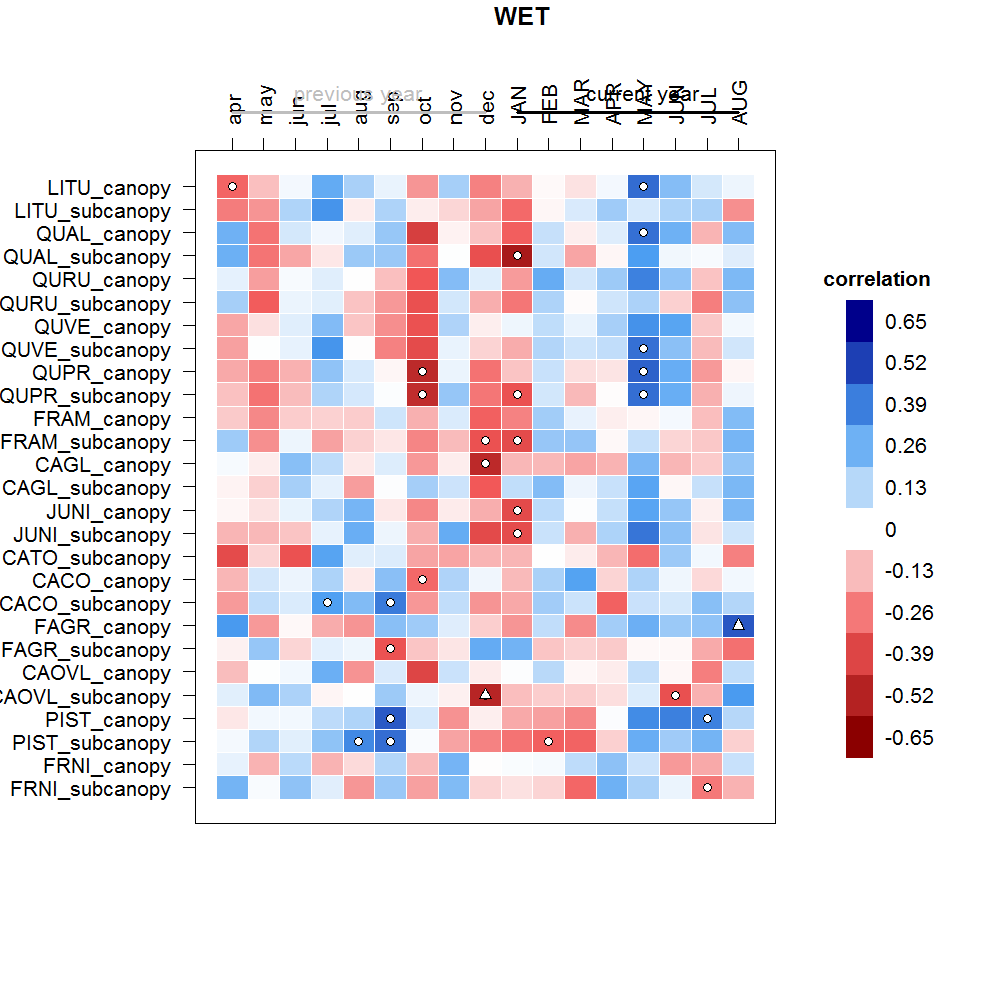 WET
previous year current year
apr may jun jul aug sep oct nov dec JAN FEB MAR APR MAY JUN JUL AUG
LITU_canopy
LITU_subcanopy
QUAL_canopy
QUAL_subcanopy
QURU_canopy
QURU_subcanopy
QUVE_canopy
QUVE_subcanopy
QUPR_canopy
QUPR_subcanopy
FRAM_canopy
FRAM_subcanopy
CAGL_canopy
CAGL_subcanopy
JUNI_canopy
JUNI_subcanopy
CATO_subcanopy
CACO_canopy
CACO_subcanopy
FAGR_canopy
FAGR_subcanopy
CAOVL_canopy
CAOVL_subcanopy
PIST_canopy
PIST_subcanopy
FRNI_canopy
FRNI_subcanopy
correlation
0.65
0.52
0.39
0.26
0.13
0
-0.13
-0.26
-0.39
-0.52
-0.65